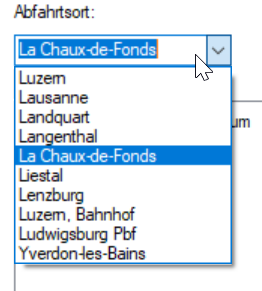 Abfahrtsort:
La Chaux-de-Fonds
Luzern
Lausanne
Landquart
um
Langenthal
La Chaux-de-Fonds
Liestal
Lenzburg
Luzern, Bahnhof
Ludwigsburg Pbf
Yverdon-les-Bains